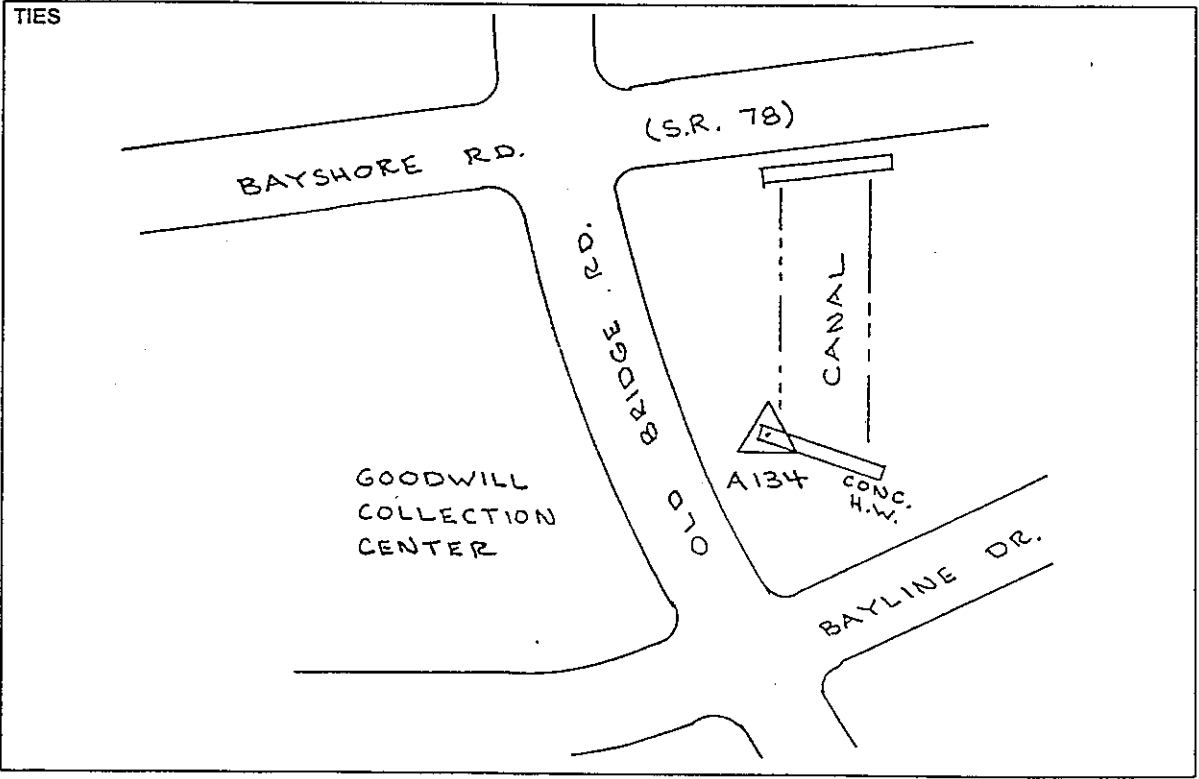 TIES
(S.R. 78)
BAYSHORE RD.
OLD BRIDGE RD.
CANAL
A134
CONC.
H.W.
GOODWILL
COLLECTION
CENTER
BAYLINE DR.